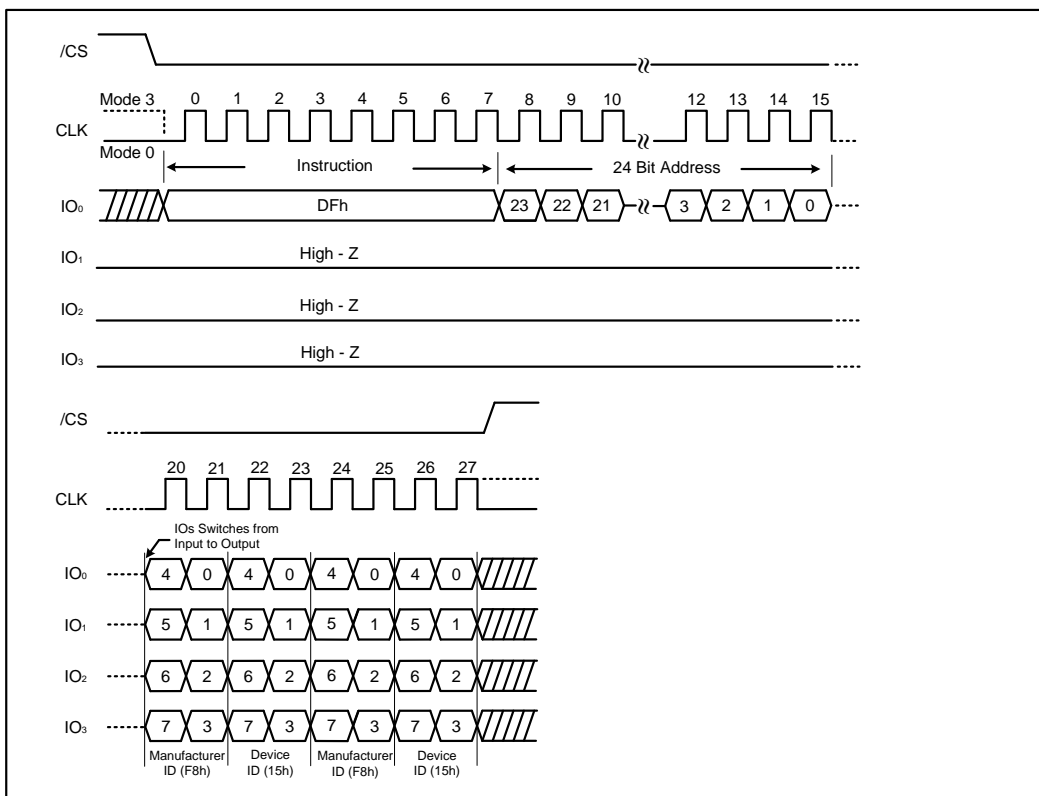 /CS
Mode 3 0 1 2 3 4 5 6 7 8 9 10 12 13 14 15
CLK
Mode 0
Instruction 24 Bit Address
IO₀ DFh 23 22 21 3 2 1 0
IO₁ High - Z
IO₂ High - Z
IO₃ High - Z
/CS
20 21 22 23 24 25 26 27
CLK
IOs Switches from
Input to Output
IO₀ 4 0 4 0 4 0 4 0
IO₁ 5 1 5 1 5 1 5 1
IO₂ 6 2 6 2 6 2 6 2
IO₃ 7 3 7 3 7 3 7 3
Manufacturer Device Manufacturer Device
ID (F8h) ID (15h) ID (F8h) ID (15h)